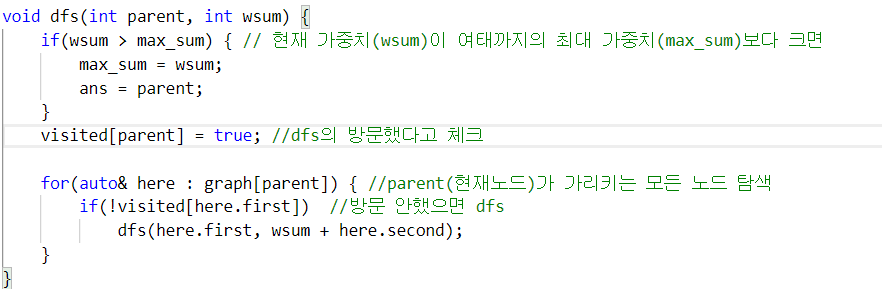 void dfs(int parent, int wsum) {
    if(wsum > max_sum) { // 현재 가중치(wsum)이 여태까지의 최대 가중치(max_sum)보다 크면
        max_sum = wsum;
        ans = parent;
    }
    visited[parent] = true; //dfs의 방문했다고 체크
    for(auto& here : graph[parent]) { //parent(현재노드)가 가리키는 모든 노드 탐색
        if(!visited[here.first])  //방문 안했으면 dfs
            dfs(here.first, wsum + here.second);
    }
}